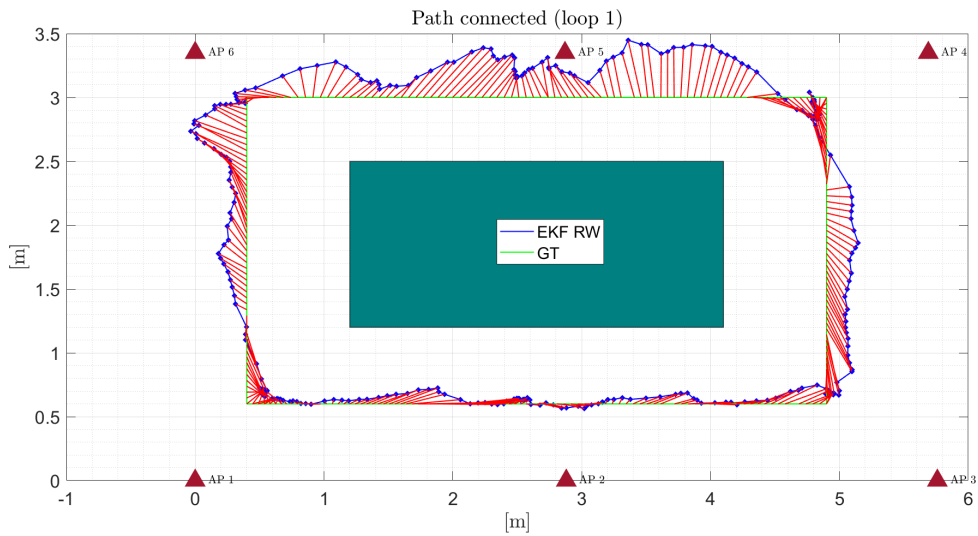 Path connected (loop 1)
3.5
AP 6
AP 5
AP 4
3
2.5
2
EKF RW
GT
[m]
1.5
1
0.5
0
AP 1
AP 2
AP 3
-1
0
1
2
3
4
5
6
[m]